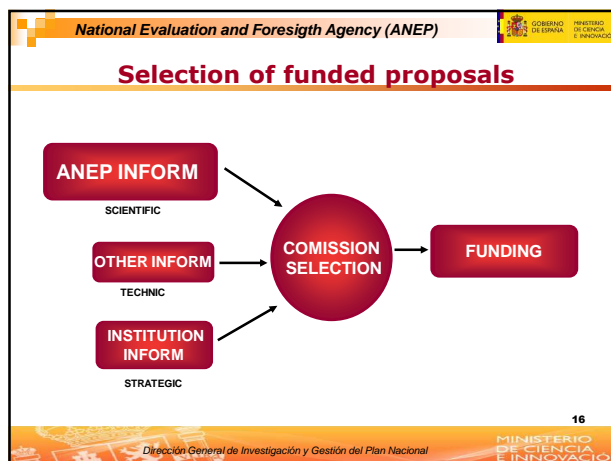 National Evaluation and Foresigth Agency (ANEP)
GOBIERNO
DE ESPAÑA
MINISTERIO
DE CIENCIA
E INNOVACIÓ
Selection of funded proposals
ANEP INFORM
SCIENTIFIC
OTHER INFORM
TECHNIC
INSTITUTION
INFORM
STRATEGIC
COMISSION
SELECTION
FUNDING
16
Dirección General de Investigación y Gestión del Plan Nacional
MINISTERIO
DE CIENCIA
E INNOVACIÓ